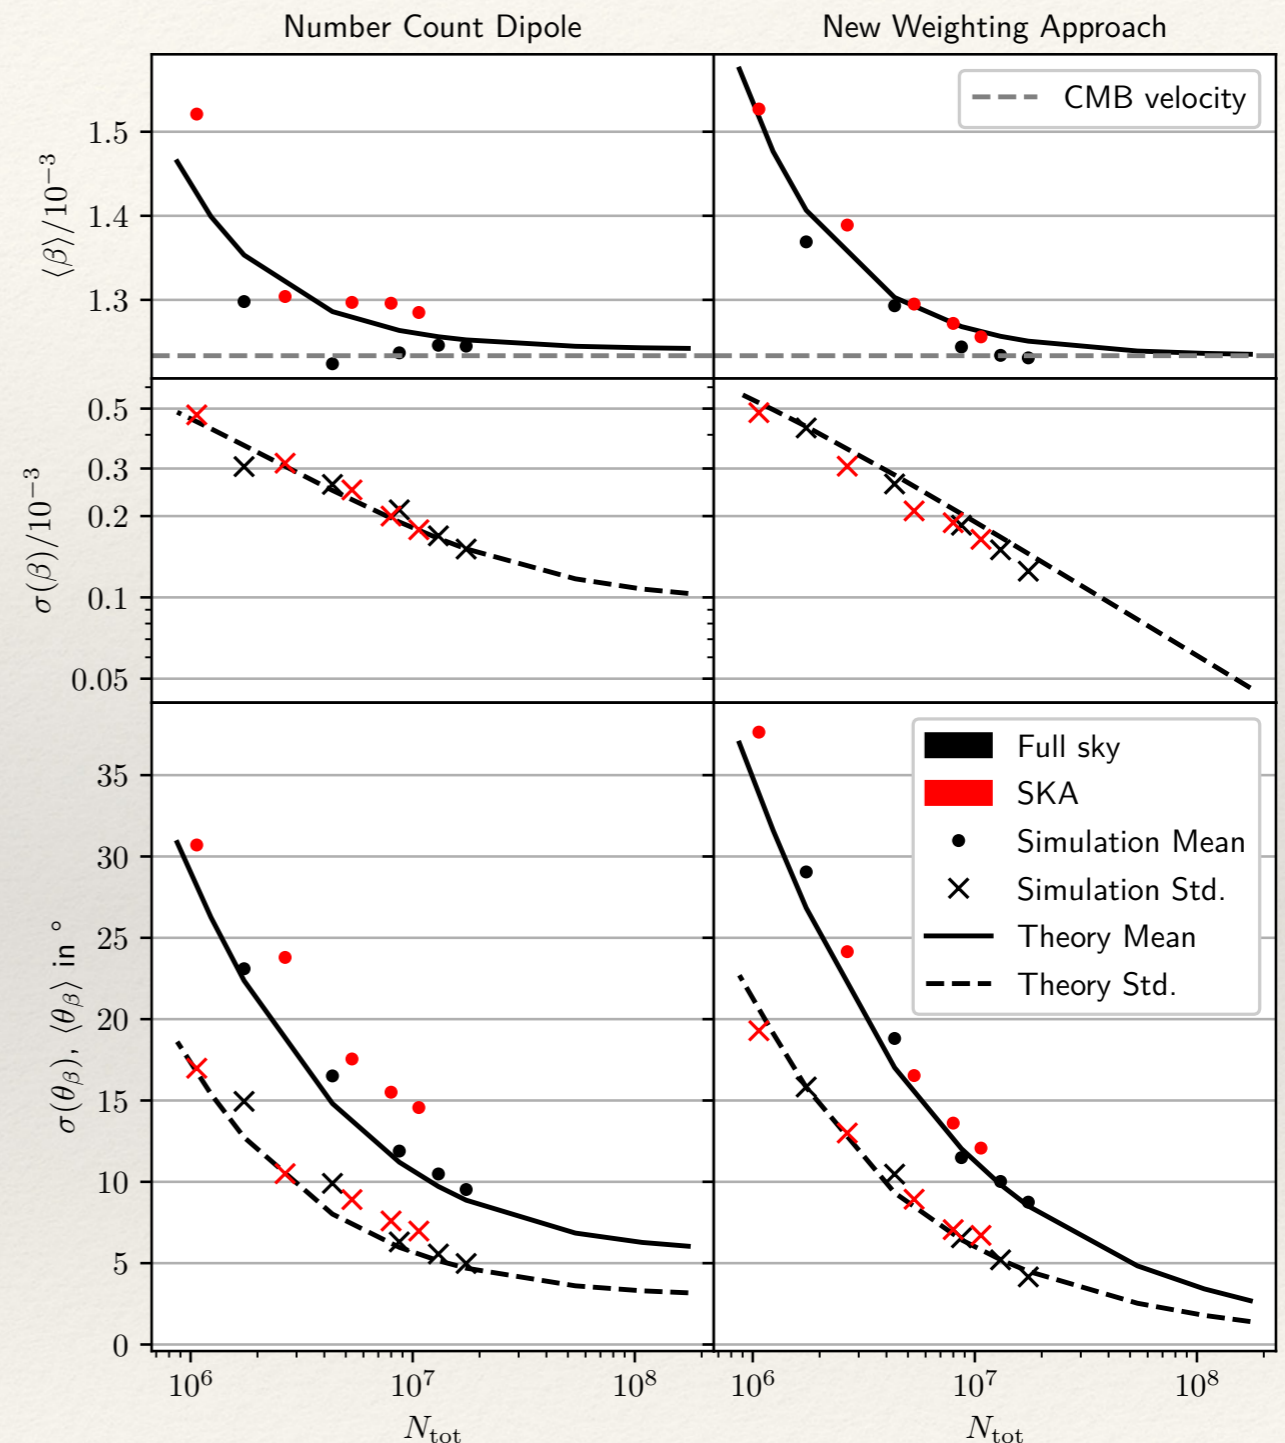 Number Count Dipole
New Weighting Approach
⟨β⟩/10⁻³
1.5
1.4
1.3
CMB velocity
σ(β)/10⁻³
0.5
0.3
0.2
0.1
0.05
σ(θ_β), ⟨θ_β⟩ in °
35
30
25
20
15
10
5
0
Full sky
SKA
Simulation Mean
Simulation Std.
Theory Mean
Theory Std.
10⁶ 10⁷ 10⁸
10⁶ 10⁷ 10⁸
N_tot
N_tot